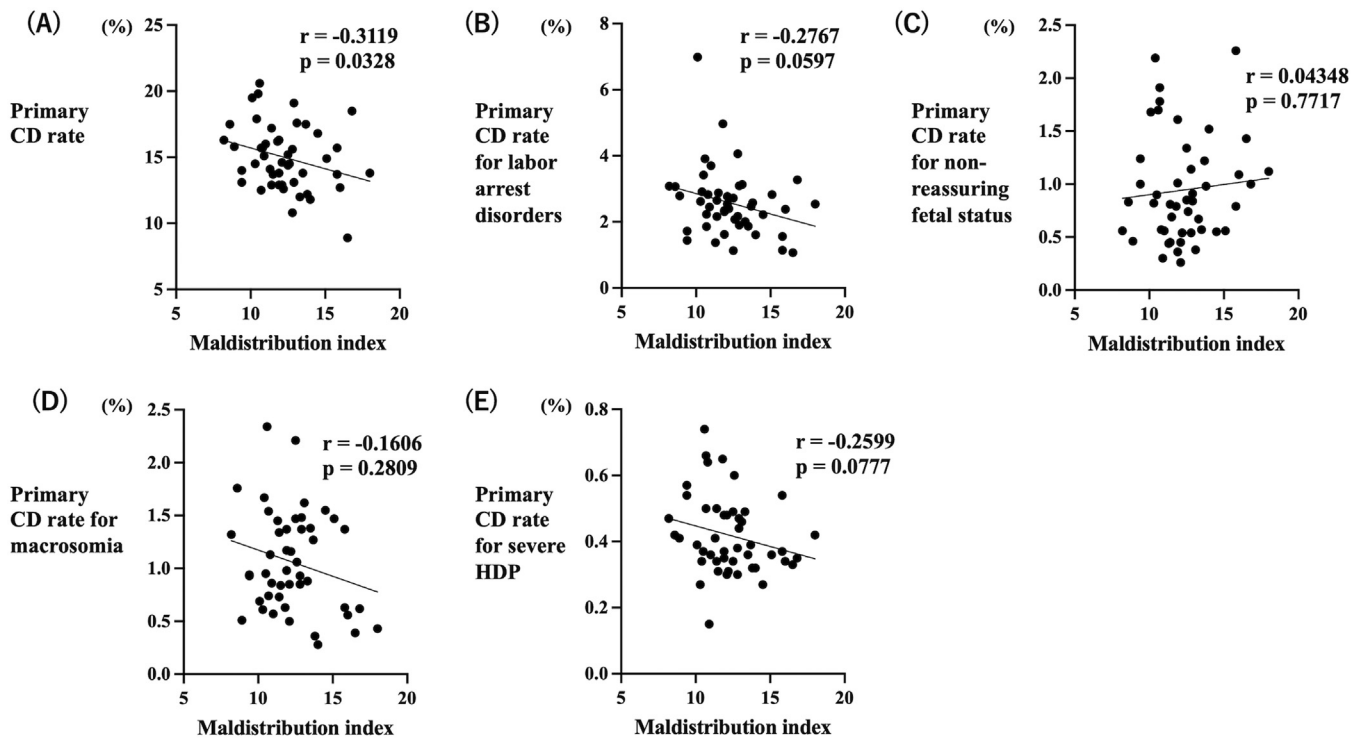 (A)
(%)
Primary
CD rate
25
20
15
10
5
r = -0.3119
p = 0.0328
5
10
15
20
Maldistribution index
(B)
(%)
Primary
CD rate
for labor
arrest
disorders
8
6
4
2
0
r = -0.2767
p = 0.0597
5
10
15
20
Maldistribution index
(C)
(%)
Primary
CD rate
for non-
reassuring
fetal status
2.5
2.0
1.5
1.0
0.5
0.0
r = 0.04348
p = 0.7717
5
10
15
20
Maldistribution index
(D)
(%)
Primary
CD rate for
macrosomia
2.5
2.0
1.5
1.0
0.5
0.0
r = -0.1606
p = 0.2809
5
10
15
20
Maldistribution index
(E)
(%)
Primary
CD rate
for severe
HDP
0.8
0.6
0.4
0.2
0.0
r = -0.2599
p = 0.0777
5
10
15
20
Maldistribution index